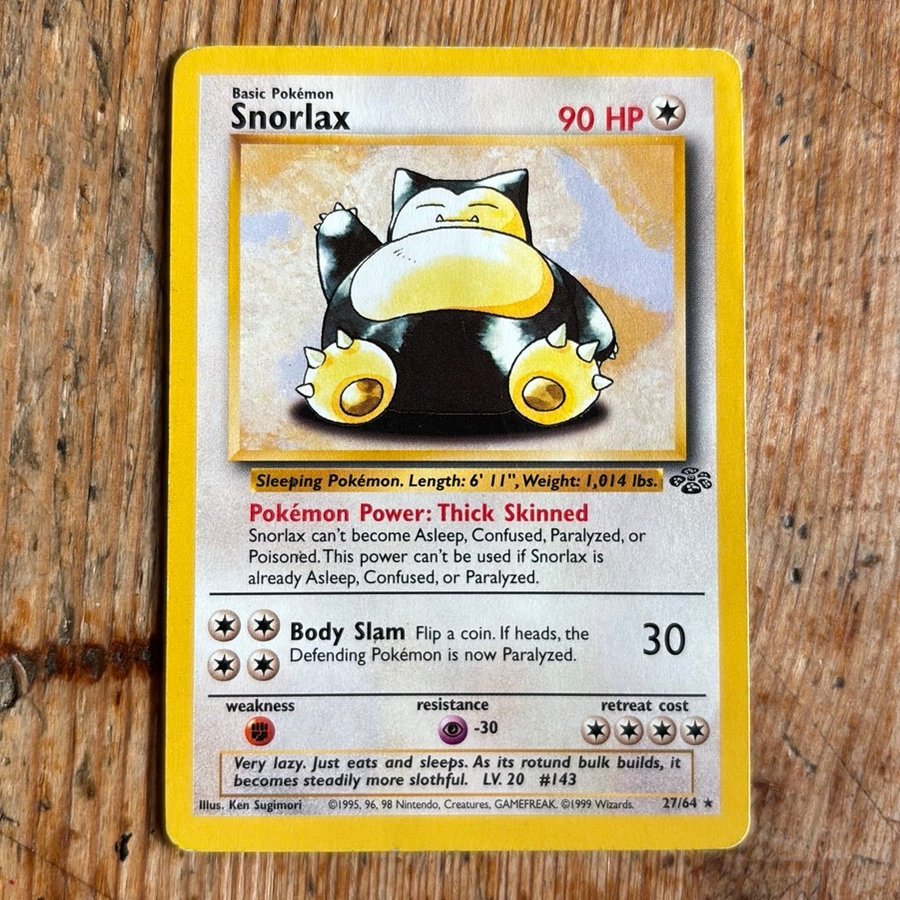 Basic Pokémon
Snorlax
90 HP
Sleeping Pokémon. Length: 6' 11", Weight: 1,014 lbs.
Pokémon Power: Thick Skinned
Snorlax can't become Asleep, Confused, Paralyzed, or
Poisoned. This power can't be used if Snorlax is
already Asleep, Confused, or Paralyzed.
Body Slam Flip a coin. If heads, the
Defending Pokémon is now Paralyzed.
30
weakness
resistance
retreat cost
-30
Very lazy. Just eats and sleeps. As its rotund bulk builds, it
becomes steadily more slothful. LV. 20 #143
Illus. Ken Sugimori
©1995, 96, 98 Nintendo, Creatures, GAMEFREAK. ©1999 Wizards.
27/64 ★